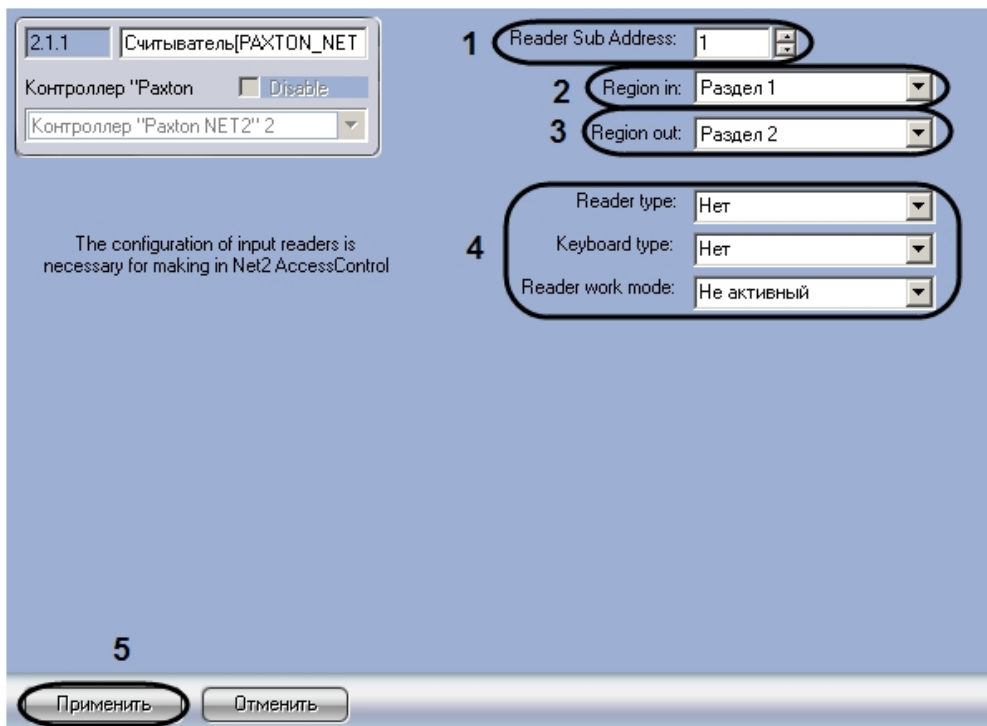 2.1.1
Считыватель[PAXTON_NET
Контроллер "Paxton
Disable
Контроллер "Paxton NET2" 2
The configuration of input readers is
necessary for making in Net2 AccessControl
1
Reader Sub Address:
1
2
Region in:
Раздел 1
3
Region out:
Раздел 2
4
Reader type:
Нет
Keyboard type:
Нет
Reader work mode:
Не активный
5
Применить
Отменить